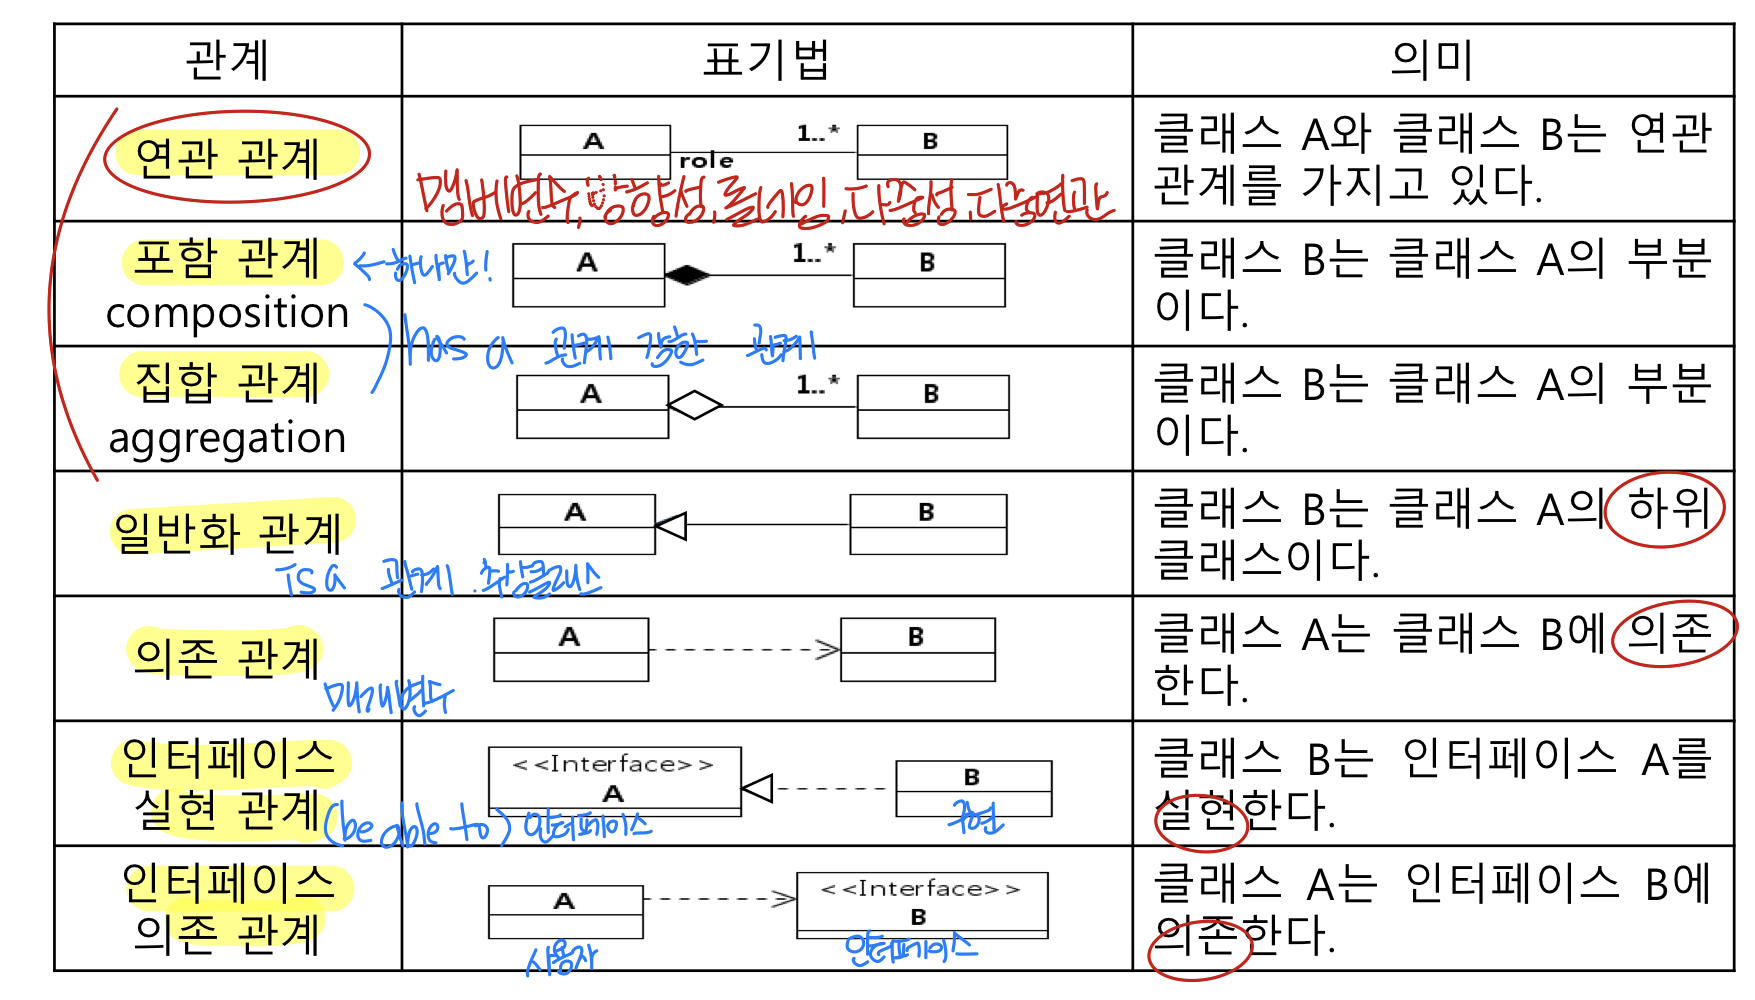 관계
표기법
의미
연관 관계
A
role
1..*
B
멤버변수, 방향성, 롤네임, 다중성, 다중연관
클래스 A와 클래스 B는 연관
관계를 가지고 있다.
포함 관계
composition
←하나만!
A
1..*
B
클래스 B는 클래스 A의 부분
이다.
has a 관계 강한 관계
집합 관계
aggregation
A
1..*
B
클래스 B는 클래스 A의 부분
이다.
일반화 관계
is a 관계. 추상클래스
A
B
클래스 B는 클래스 A의 하위
클래스이다.
의존 관계
매개변수
A
B
클래스 A는 클래스 B에 의존
한다.
인터페이스
실현 관계
(be able to) 인터페이스
<<Interface>>
A
B
구현
클래스 B는 인터페이스 A를
실현한다.
인터페이스
의존 관계
A
사용자
<<Interface>>
B
인터페이스
클래스 A는 인터페이스 B에
의존한다.